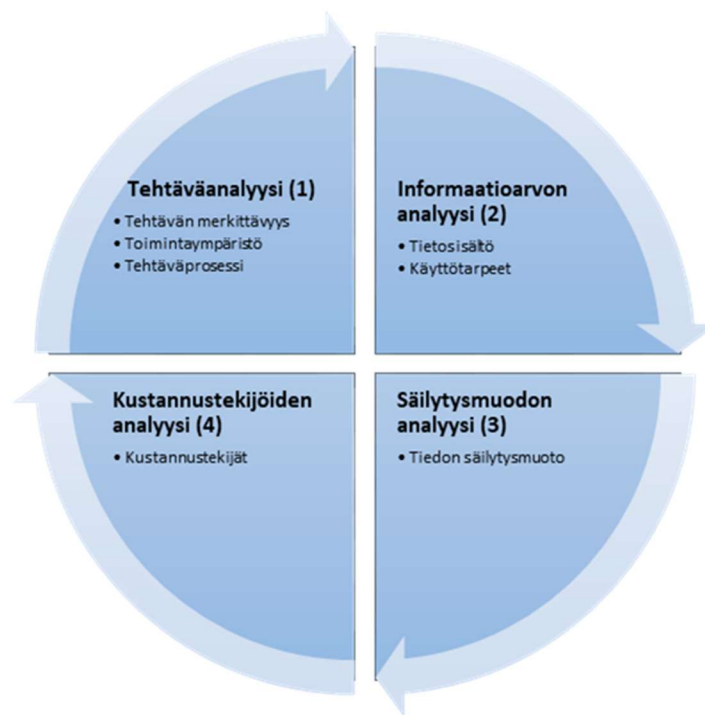 Tehtäväanalyysi (1)
• Tehtävän merkittävyys
• Toimintaympäristö
• Tehtäväprosessi
Informaatioarvon
analyysi (2)
• Tietosisältö
• Käyttötarpeet
Kustannustekijöiden
analyysi (4)
• Kustannustekijät
Säilytysmuodon
analyysi (3)
• Tiedon säilytysmuoto